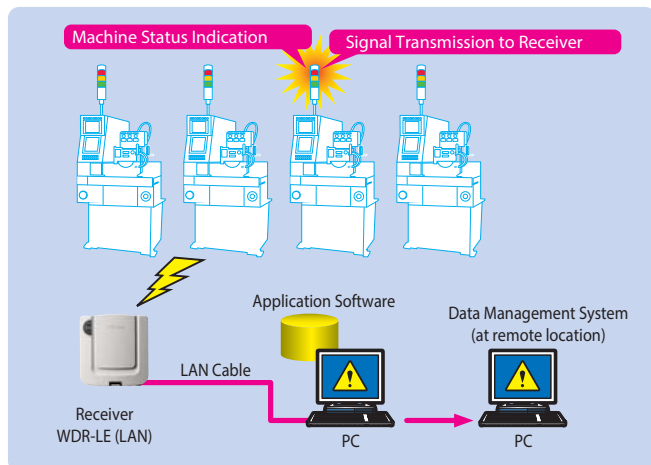 Machine Status Indication
Signal Transmission to Receiver
Application Software
Data Management System
(at remote location)
LAN Cable
Receiver
WDR-LE (LAN)
PC
PC